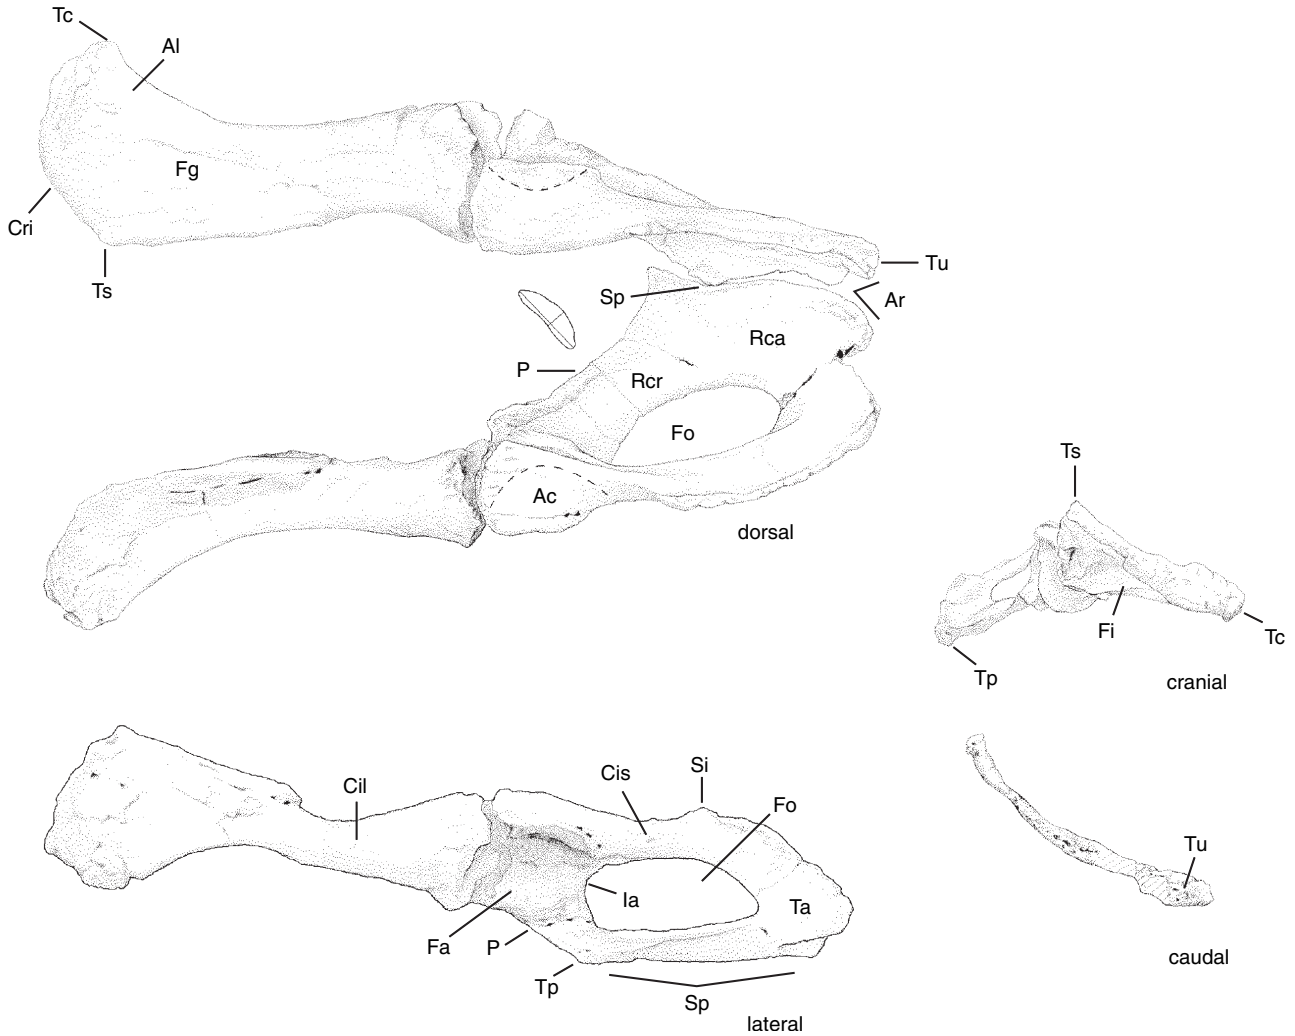 Tc
Al
Fg
Cri
Ts
Tu
Sp
Ar
Rca
P
Rcr
Fo
Ac
dorsal
Ts
Fi
Tc
Tp
cranial
Cil
Cis
Si
Fo
Ia
Ta
Fa
P
Tp
Sp
lateral
Tu
caudal